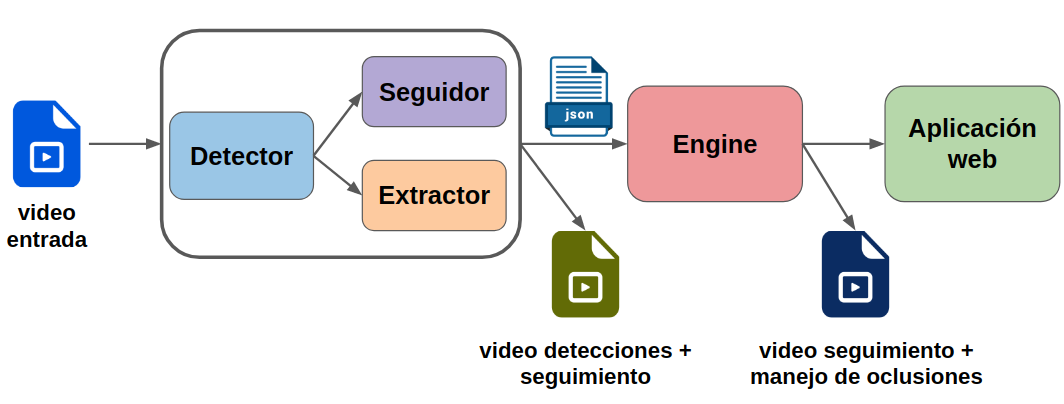 video
entrada
Detector
Seguidor
Extractor
json
Engine
Aplicación
web
video detecciones +
seguimiento
video seguimiento +
manejo de oclusiones